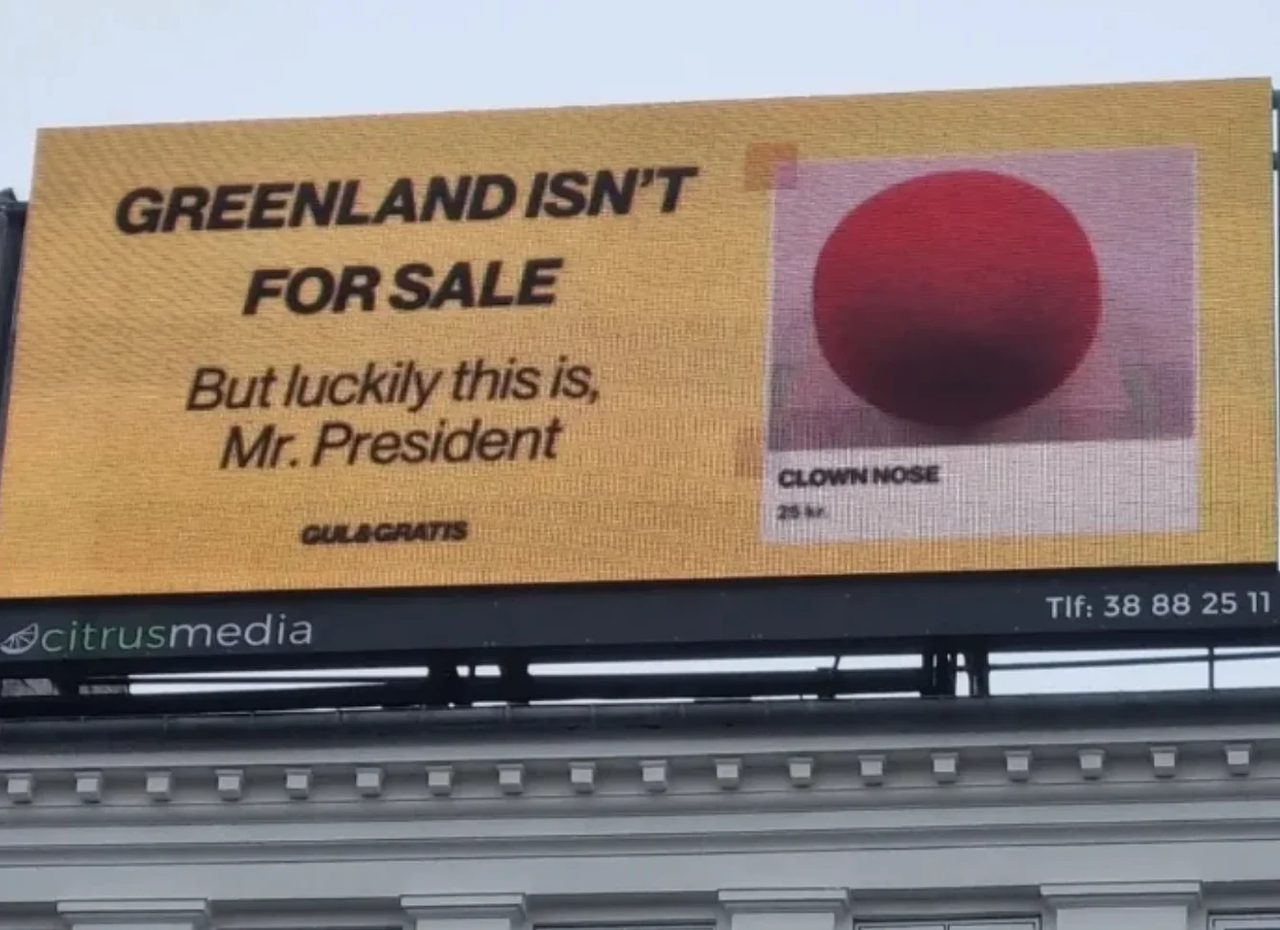 GREENLAND ISN'T
FOR SALE
But luckily this is,
Mr. President
GUL&GRATIS
CLOWN NOSE
25 kr.
citrusmedia
Tlf: 38 88 25 11